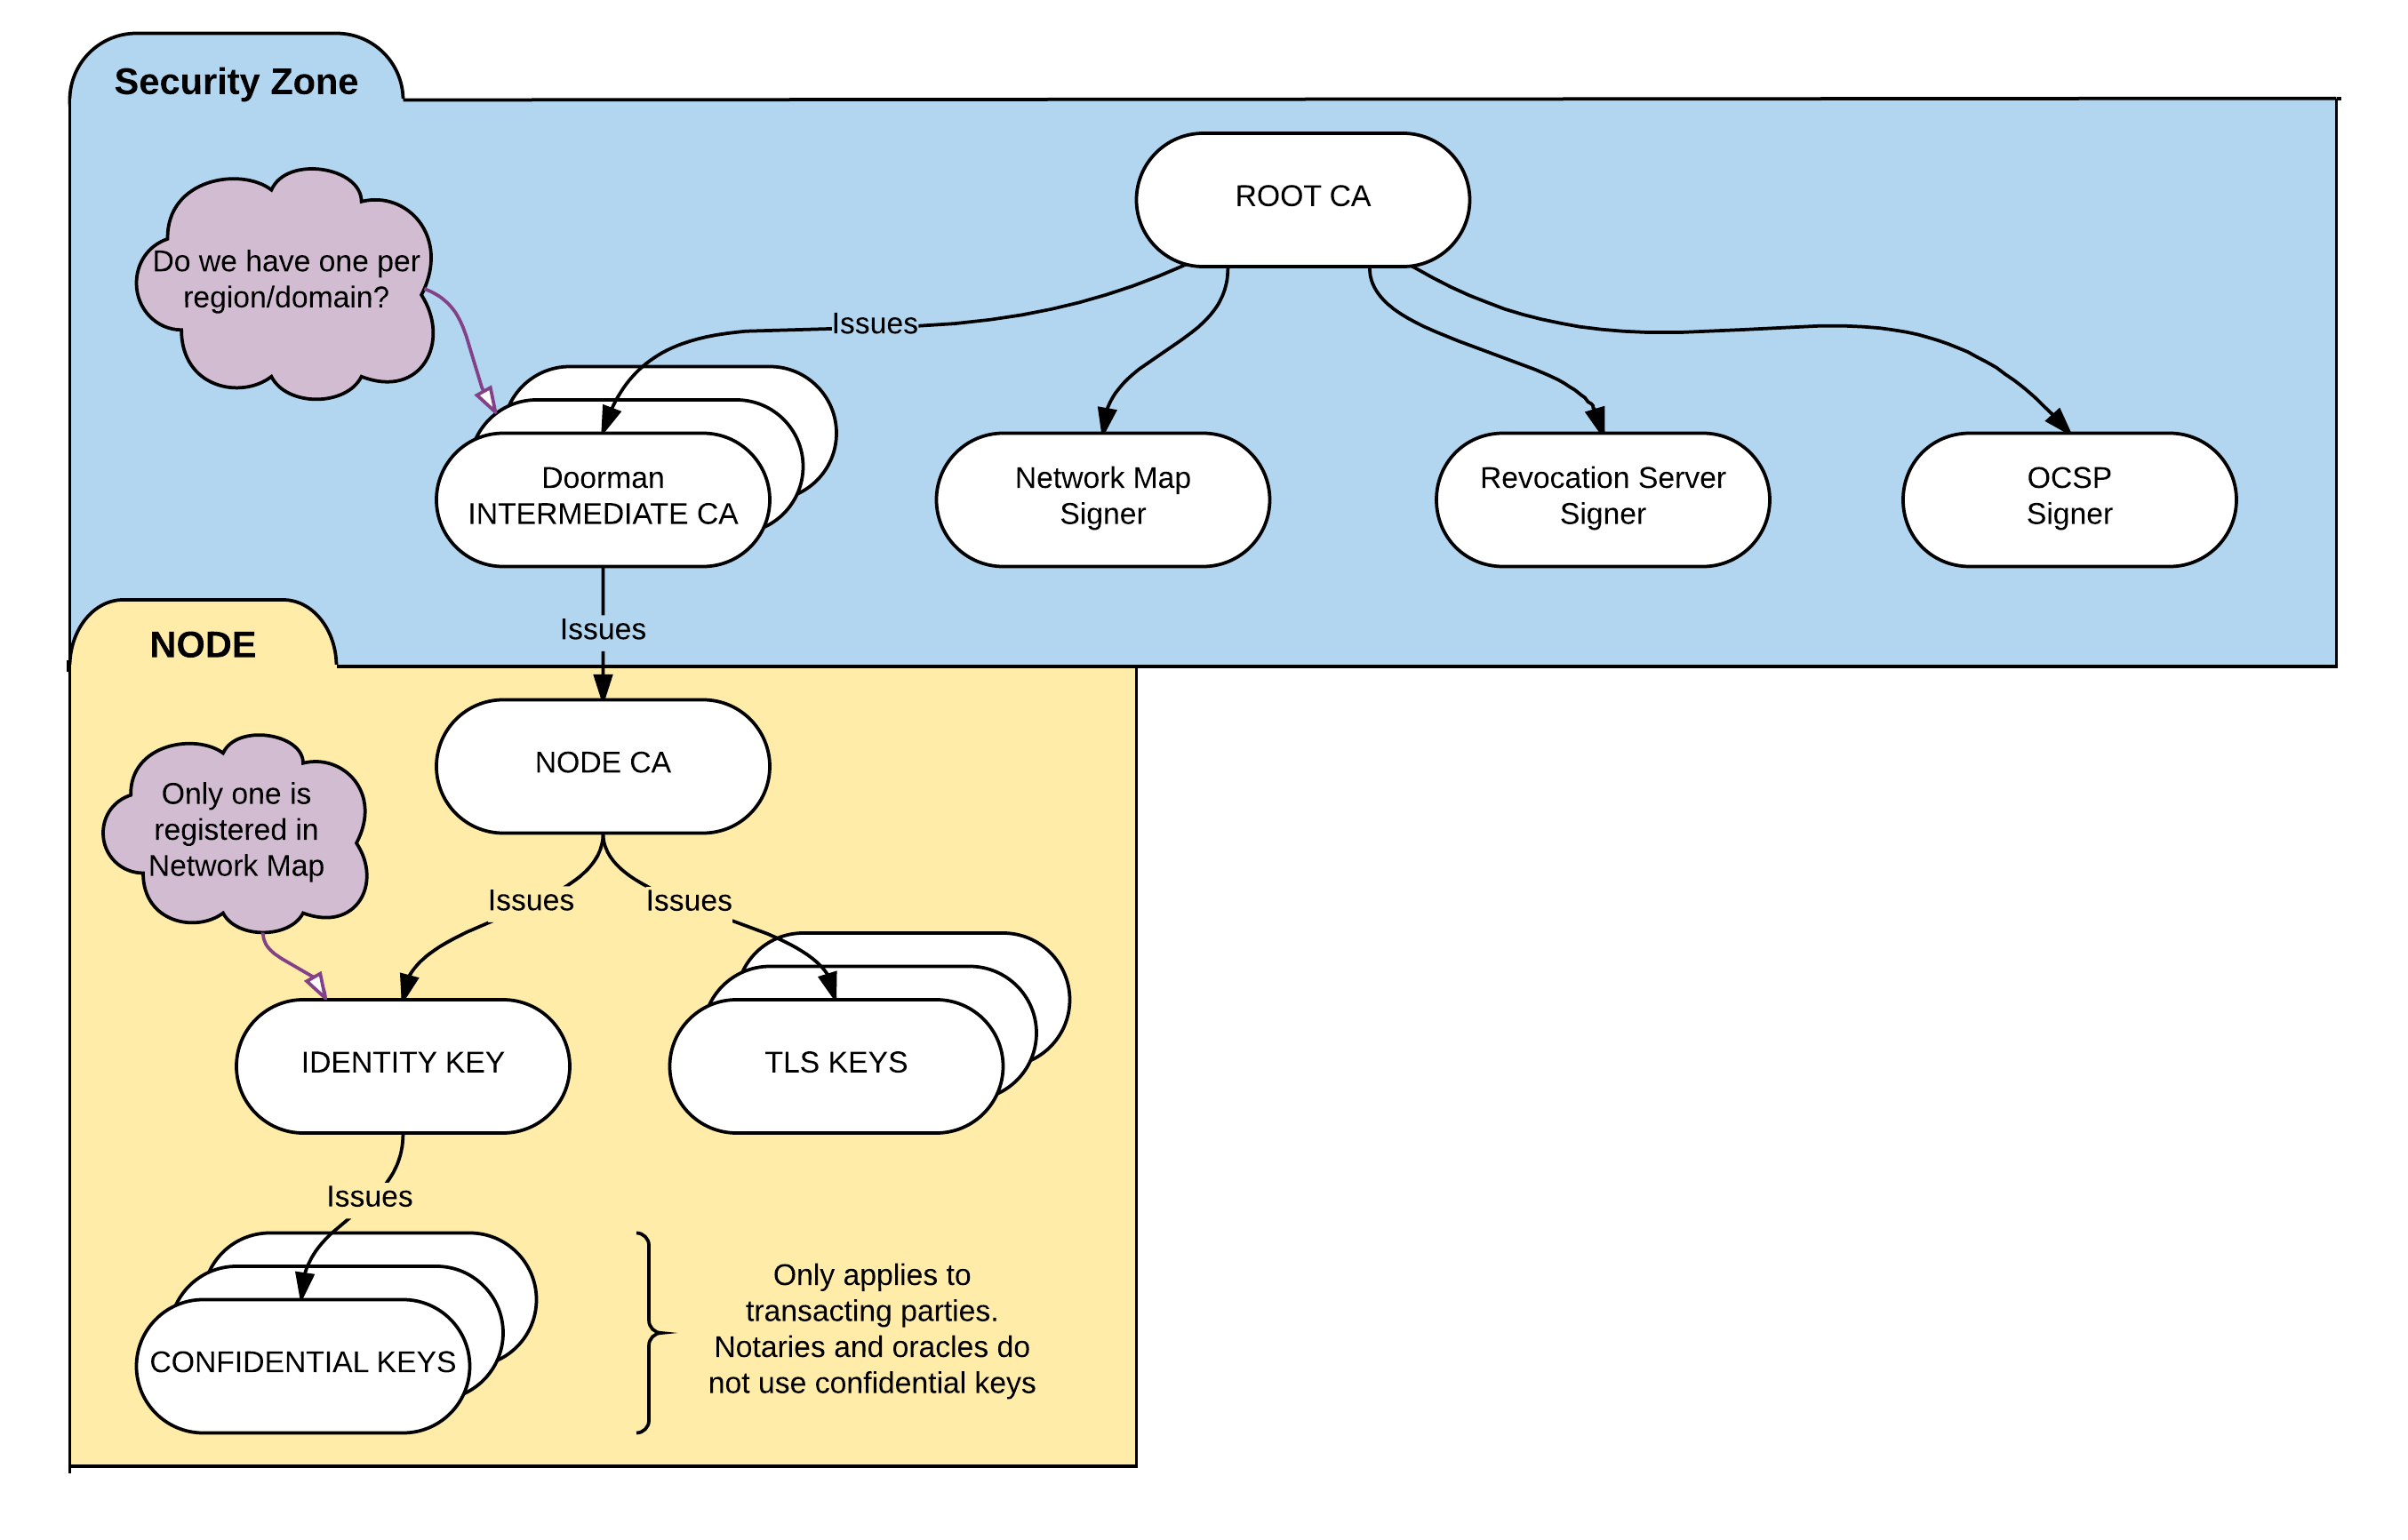 Security Zone
ROOT CA
Do we have one per
region/domain?
Issues
Doorman
INTERMEDIATE CA
Network Map
Signer
Revocation Server
Signer
OCSP
Signer
Issues
NODE
NODE CA
Only one is
registered in
Network Map
Issues
Issues
IDENTITY KEY
TLS KEYS
Issues
CONFIDENTIAL KEYS
Only applies to
transacting parties.
Notaries and oracles do
not use confidential keys